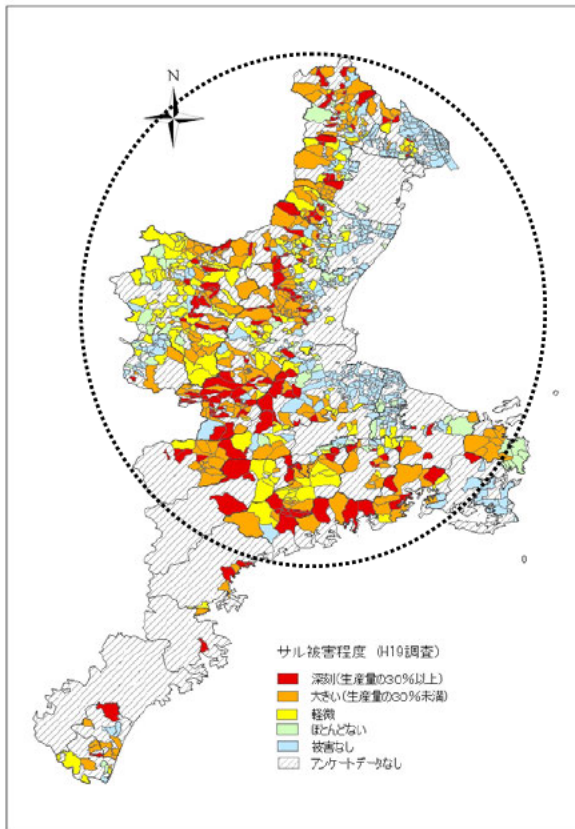 N
サル被害程度 (H19調査)
深刻(生産量の30%以上)
大きい(生産量の30%未満)
軽微
ほとんどない
被害なし
アンケートデータなし